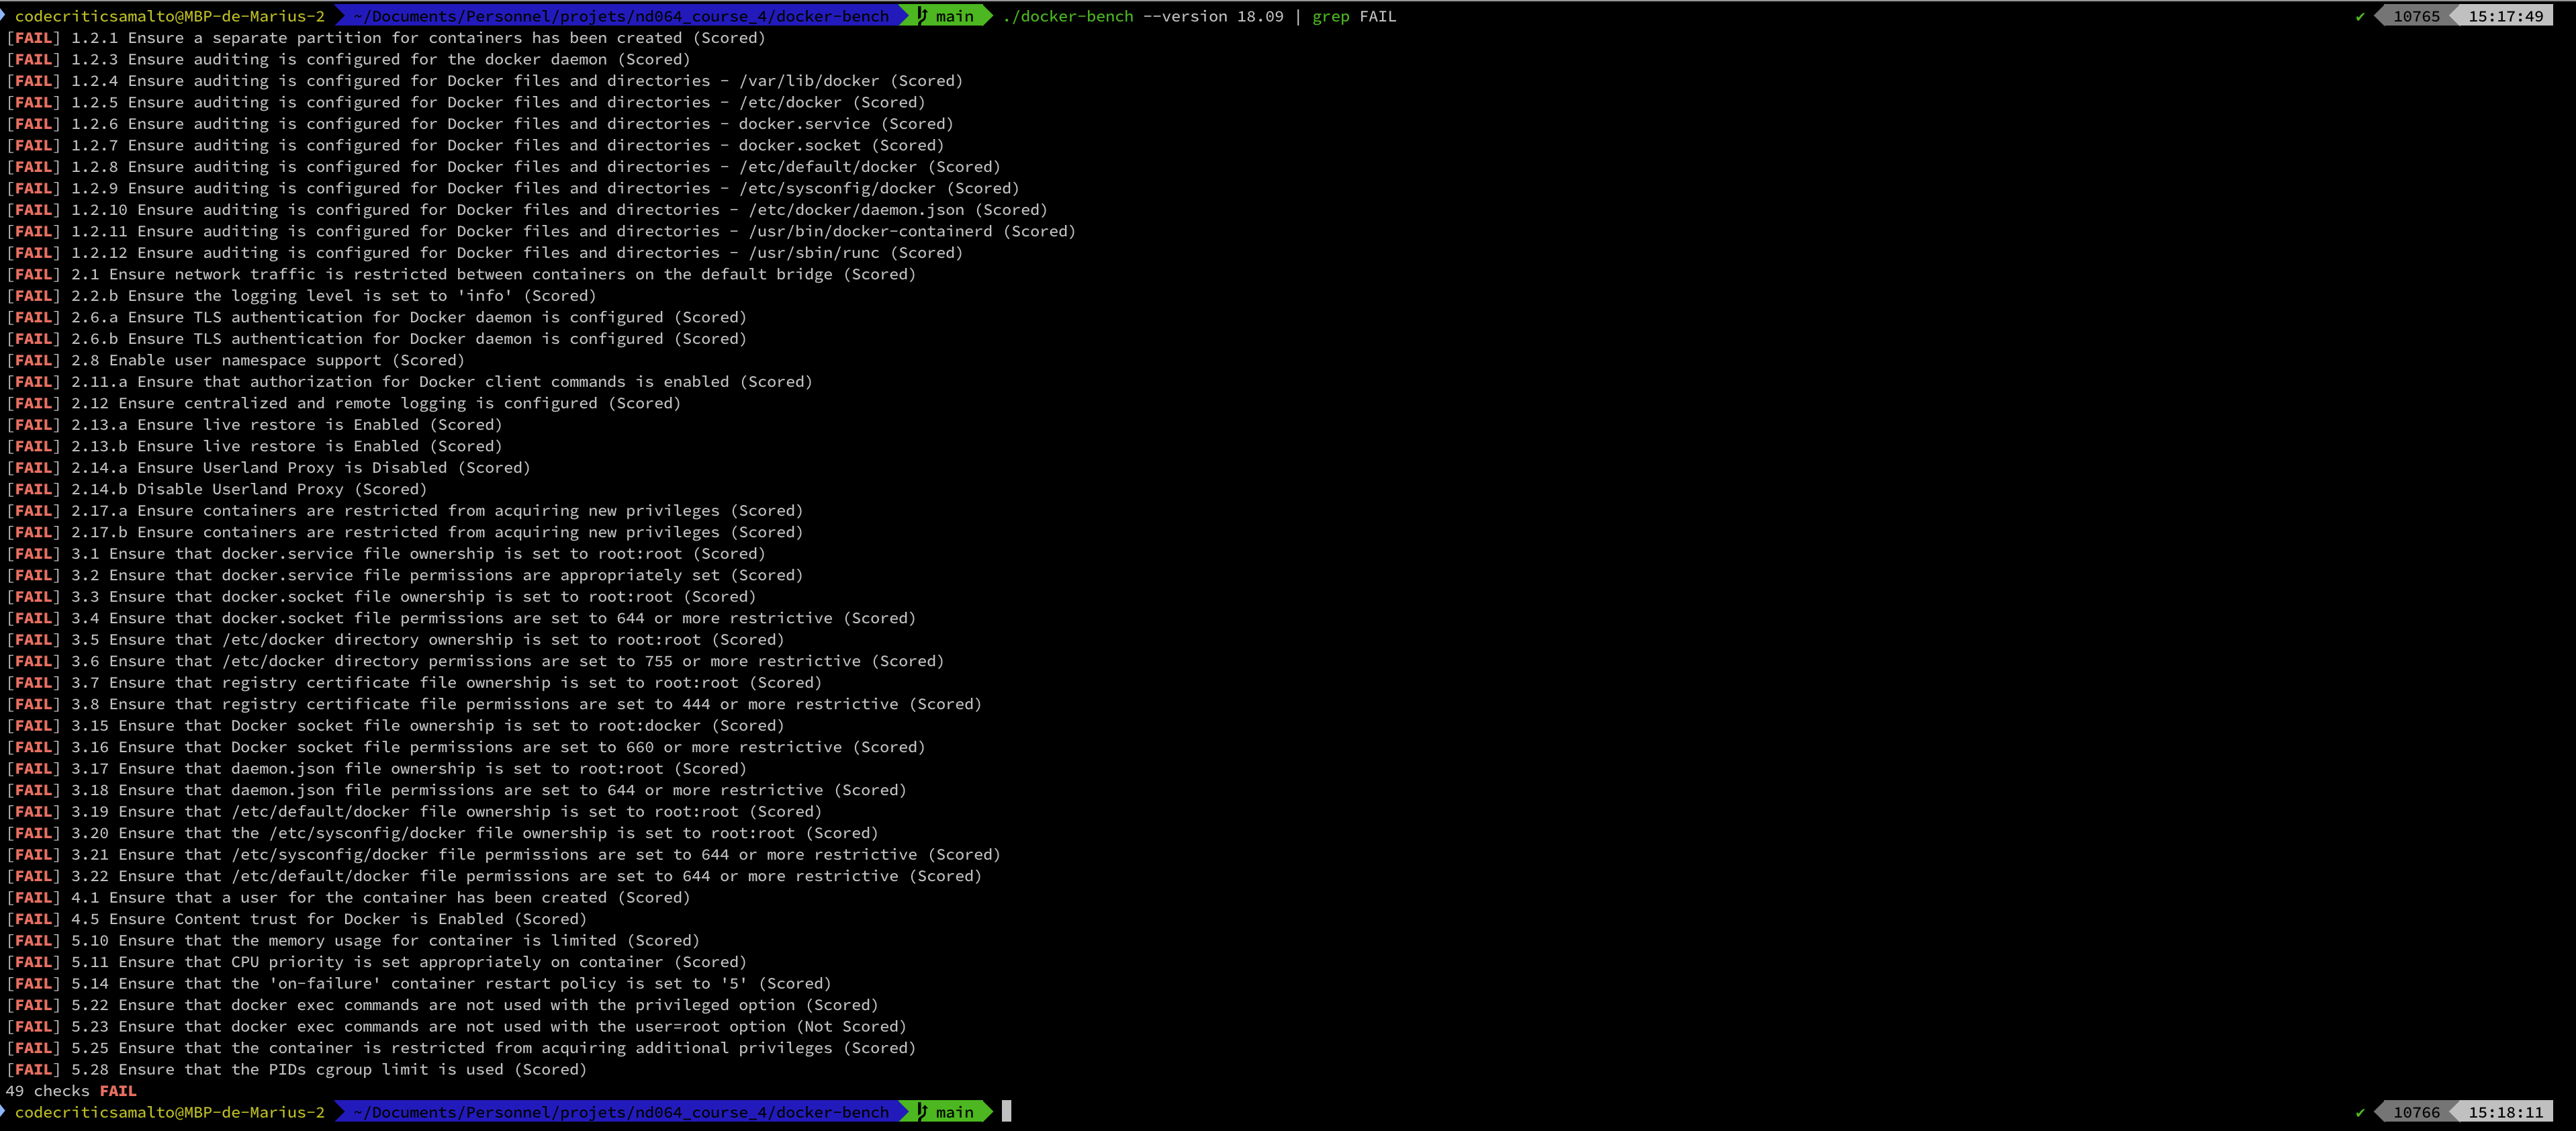 codecriticsamalto@MBP-de-Marius-2 ~/Documents/Personnel/projets/nd064_course_4/docker-bench main ./docker-bench --version 18.09 | grep FAIL ✔ 10765 15:17:49
[FAIL] 1.2.1 Ensure a separate partition for containers has been created (Scored)
[FAIL] 1.2.3 Ensure auditing is configured for the docker daemon (Scored)
[FAIL] 1.2.4 Ensure auditing is configured for Docker files and directories - /var/lib/docker (Scored)
[FAIL] 1.2.5 Ensure auditing is configured for Docker files and directories - /etc/docker (Scored)
[FAIL] 1.2.6 Ensure auditing is configured for Docker files and directories - docker.service (Scored)
[FAIL] 1.2.7 Ensure auditing is configured for Docker files and directories - docker.socket (Scored)
[FAIL] 1.2.8 Ensure auditing is configured for Docker files and directories - /etc/default/docker (Scored)
[FAIL] 1.2.9 Ensure auditing is configured for Docker files and directories - /etc/sysconfig/docker (Scored)
[FAIL] 1.2.10 Ensure auditing is configured for Docker files and directories - /etc/docker/daemon.json (Scored)
[FAIL] 1.2.11 Ensure auditing is configured for Docker files and directories - /usr/bin/docker-containerd (Scored)
[FAIL] 1.2.12 Ensure auditing is configured for Docker files and directories - /usr/sbin/runc (Scored)
[FAIL] 2.1 Ensure network traffic is restricted between containers on the default bridge (Scored)
[FAIL] 2.2.b Ensure the logging level is set to 'info' (Scored)
[FAIL] 2.6.a Ensure TLS authentication for Docker daemon is configured (Scored)
[FAIL] 2.6.b Ensure TLS authentication for Docker daemon is configured (Scored)
[FAIL] 2.8 Enable user namespace support (Scored)
[FAIL] 2.11.a Ensure that authorization for Docker client commands is enabled (Scored)
[FAIL] 2.12 Ensure centralized and remote logging is configured (Scored)
[FAIL] 2.13.a Ensure live restore is Enabled (Scored)
[FAIL] 2.13.b Ensure live restore is Enabled (Scored)
[FAIL] 2.14.a Ensure Userland Proxy is Disabled (Scored)
[FAIL] 2.14.b Disable Userland Proxy (Scored)
[FAIL] 2.17.a Ensure containers are restricted from acquiring new privileges (Scored)
[FAIL] 2.17.b Ensure containers are restricted from acquiring new privileges (Scored)
[FAIL] 3.1 Ensure that docker.service file ownership is set to root:root (Scored)
[FAIL] 3.2 Ensure that docker.service file permissions are appropriately set (Scored)
[FAIL] 3.3 Ensure that docker.socket file ownership is set to root:root (Scored)
[FAIL] 3.4 Ensure that docker.socket file permissions are set to 644 or more restrictive (Scored)
[FAIL] 3.5 Ensure that /etc/docker directory ownership is set to root:root (Scored)
[FAIL] 3.6 Ensure that /etc/docker directory permissions are set to 755 or more restrictive (Scored)
[FAIL] 3.7 Ensure that registry certificate file ownership is set to root:root (Scored)
[FAIL] 3.8 Ensure that registry certificate file permissions are set to 444 or more restrictive (Scored)
[FAIL] 3.15 Ensure that Docker socket file ownership is set to root:docker (Scored)
[FAIL] 3.16 Ensure that Docker socket file permissions are set to 660 or more restrictive (Scored)
[FAIL] 3.17 Ensure that daemon.json file ownership is set to root:root (Scored)
[FAIL] 3.18 Ensure that daemon.json file permissions are set to 644 or more restrictive (Scored)
[FAIL] 3.19 Ensure that /etc/default/docker file ownership is set to root:root (Scored)
[FAIL] 3.20 Ensure that the /etc/sysconfig/docker file ownership is set to root:root (Scored)
[FAIL] 3.21 Ensure that /etc/sysconfig/docker file permissions are set to 644 or more restrictive (Scored)
[FAIL] 3.22 Ensure that /etc/default/docker file permissions are set to 644 or more restrictive (Scored)
[FAIL] 4.1 Ensure that a user for the container has been created (Scored)
[FAIL] 4.5 Ensure Content trust for Docker is Enabled (Scored)
[FAIL] 5.10 Ensure that the memory usage for container is limited (Scored)
[FAIL] 5.11 Ensure that CPU priority is set appropriately on container (Scored)
[FAIL] 5.14 Ensure that the 'on-failure' container restart policy is set to '5' (Scored)
[FAIL] 5.22 Ensure that docker exec commands are not used with the privileged option (Scored)
[FAIL] 5.23 Ensure that docker exec commands are not used with the user=root option (Not Scored)
[FAIL] 5.25 Ensure that the container is restricted from acquiring additional privileges (Scored)
[FAIL] 5.28 Ensure that the PIDs cgroup limit is used (Scored)
49 checks FAIL
codecriticsamalto@MBP-de-Marius-2 ~/Documents/Personnel/projets/nd064_course_4/docker-bench main ✔ 10766 15:18:11